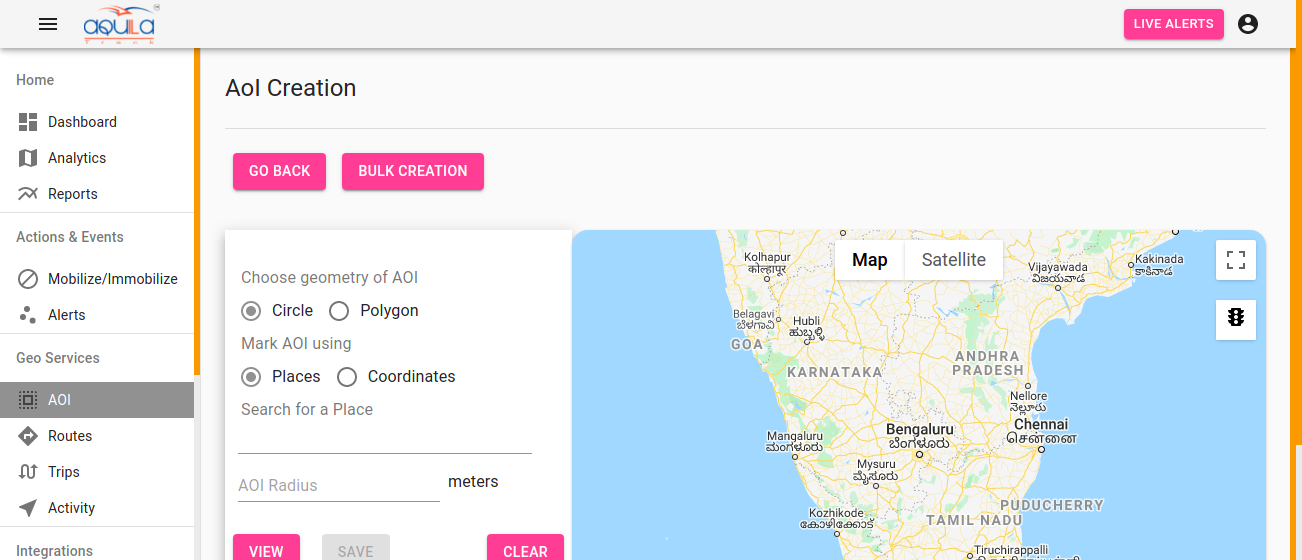 AQUILA
Track
LIVE ALERTS
Home
Dashboard
Analytics
Reports
Actions & Events
Mobilize/Immobilize
Alerts
Geo Services
AOI
Routes
Trips
Activity
Integrations
AoI Creation
GO BACK
BULK CREATION
Choose geometry of AOI
Circle
Polygon
Mark AOI using
Places
Coordinates
Search for a Place
AOI Radius
meters
VIEW
SAVE
CLEAR
Map
Satellite
Kolhapur
कोल्हापूर
Vijayawada
విజయవాడ
Kakinada
కాకినాడ
Belagavi
ಬೆಳಗಾವಿ
Hubli
ಹುಬ್ಬಳ್ಳಿ
GOA
KARNATAKA
ANDHRA
PRADESH
Nellore
నెల్లూరు
Bengaluru
ಬೆಂಗಳೂರು
Chennai
சென்னை
Mangaluru
ಮಂಗಳೂರು
Mysuru
ಮೈಸೂರು
PUDUCHERRY
Kozhikode
കോഴിക്കോട്
TAMIL NADU
Tiruchirappalli